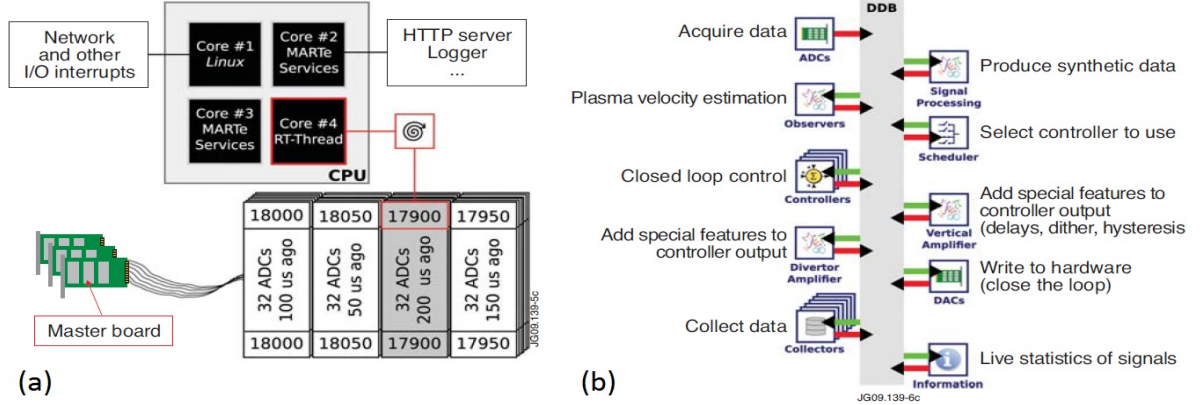 Network
and other
I/O interrupts
Core #1
Linux
Core #2
MARTe
Services
HTTP server
Logger
...
Core #3
MARTe
Services
Core #4
RT-Thread
CPU
18000
18050
17900
17950
32 ADCs
100 us ago
32 ADCs
50 us ago
32 ADCs
200 us ago
32 ADCs
150 us ago
18000
18050
17900
17950
Master board
JG09.139-5c
(a)
DDB
Acquire data
ADCs
Produce synthetic data
Signal
Processing
Plasma velocity estimation
Observers
Select controller to use
Scheduler
Closed loop control
Controllers
Add special features to
controller output
(delays, dither, hysteresis
Vertical
Amplifier
Add special features to
controller output
Divertor
Amplifier
Write to hardware
(close the loop)
DACs
Collect data
Collectors
Live statistics of signals
Information
JG09.139-6c
(b)